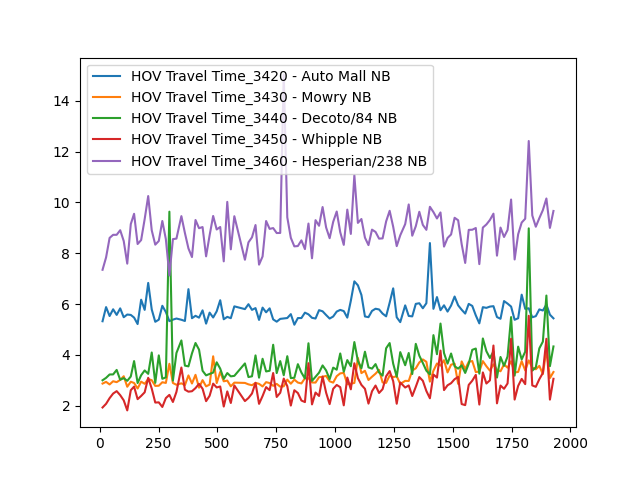 HOV Travel Time_3420 - Auto Mall NB
HOV Travel Time_3430 - Mowry NB
HOV Travel Time_3440 - Decoto/84 NB
HOV Travel Time_3450 - Whipple NB
HOV Travel Time_3460 - Hesperian/238 NB
14
12
10
8
6
4
2
0 250 500 750 1000 1250 1500 1750 2000